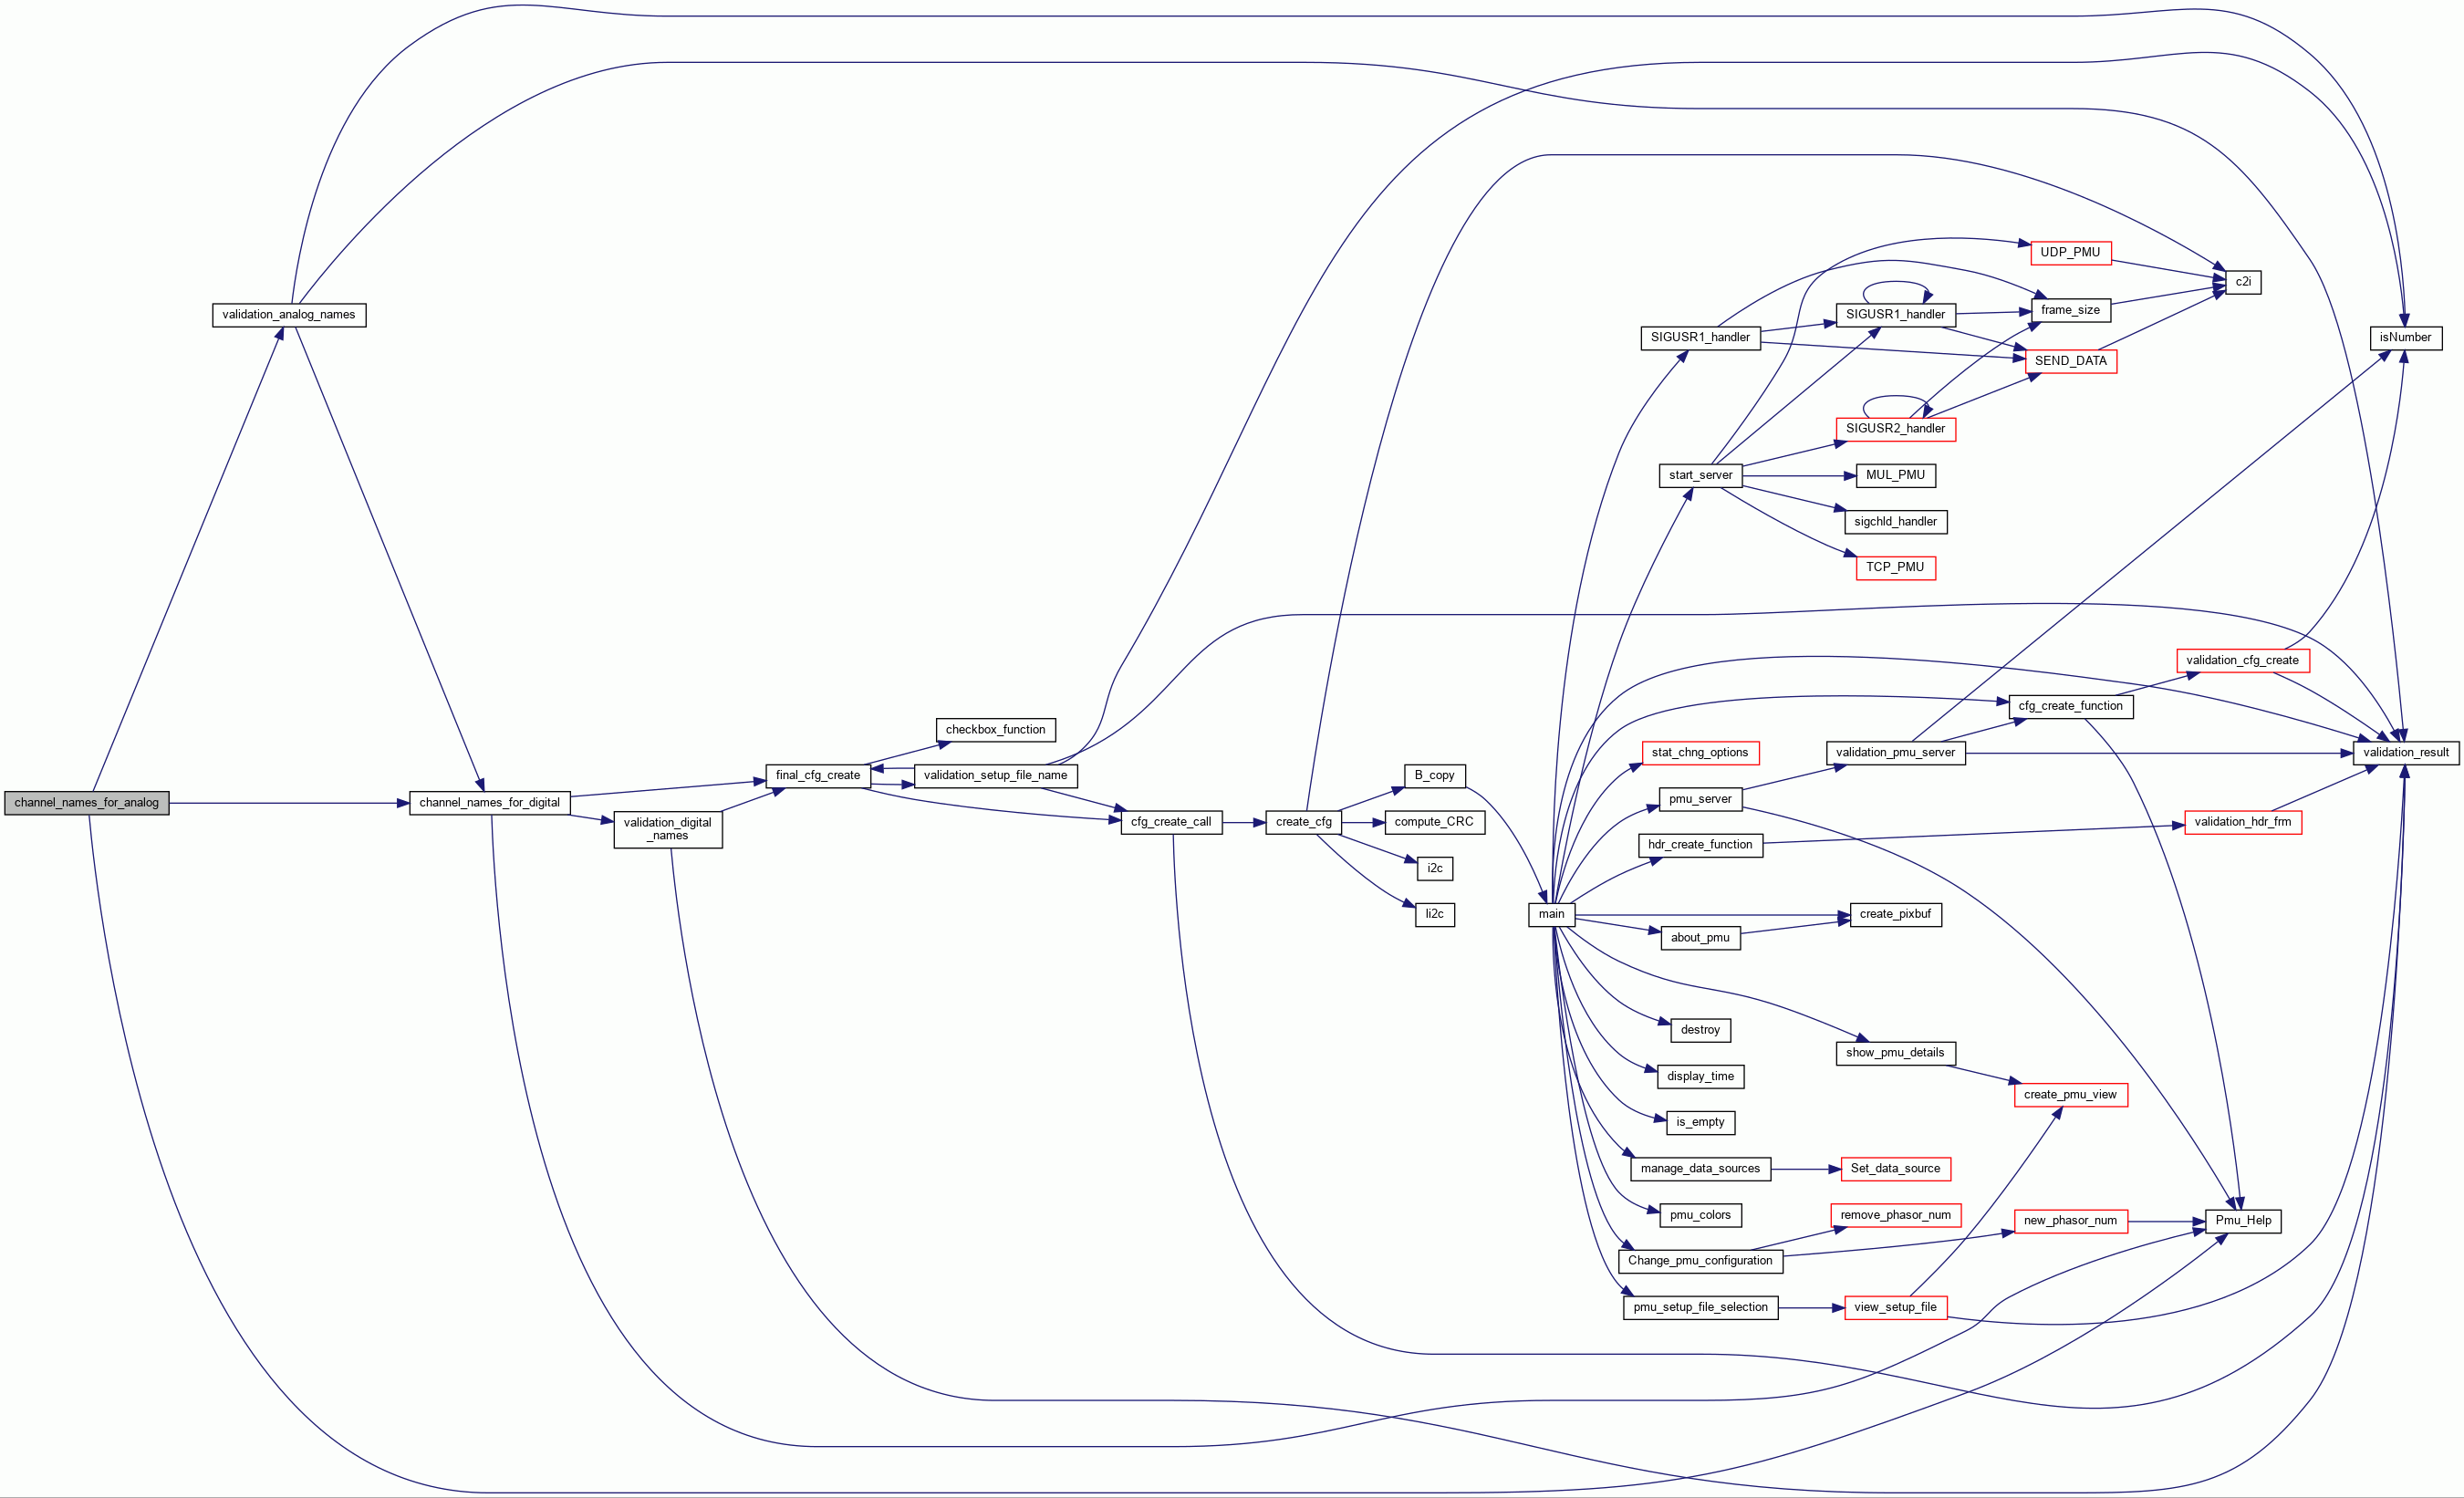 UDP_PMU
c2i
validation_analog_names
SIGUSR1_handler
frame_size
SIGUSR1_handler
isNumber
SEND_DATA
SIGUSR2_handler
start_server
MUL_PMU
sigchld_handler
TCP_PMU
validation_cfg_create
cfg_create_function
checkbox_function
stat_chng_options
validation_pmu_server
validation_result
final_cfg_create
validation_setup_file_name
B_copy
channel_names_for_analog
channel_names_for_digital
pmu_server
validation_digital
_names
cfg_create_call
create_cfg
compute_CRC
validation_hdr_frm
hdr_create_function
i2c
li2c
main
create_pixbuf
about_pmu
destroy
show_pmu_details
display_time
create_pmu_view
is_empty
manage_data_sources
Set_data_source
pmu_colors
remove_phasor_num
new_phasor_num
Pmu_Help
Change_pmu_configuration
pmu_setup_file_selection
view_setup_file